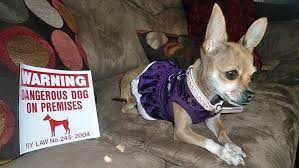 WARNING
DANGEROUS DOG
ON PREMISES
BY-LAW No. 245-2004